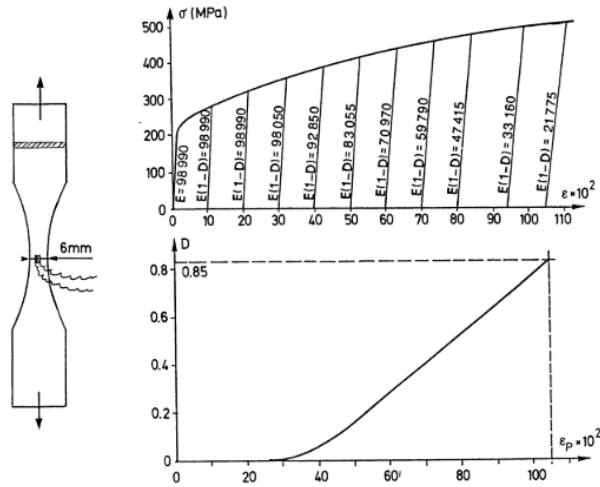 σ (MPa)
500
400
300
200
100
0
E = 98 990
E(1-D)= 98 990
E(1-D)= 98990
E(1-D)= 98 050
E(1-D)= 92 850
E(1-D)= 83 055
E(1-D)= 70 970
E(1-D)= 59 790
E(1-D)= 47 415
E(1-D)= 33 160
E(1-D)= 21 775
0 10 20 30 40 50 60 70 80 90 100 110
ε×10²
6mm
D
0.85
0.8
0.6
0.4
0.2
0
0 20 40 60 80 100
εₚ×10²